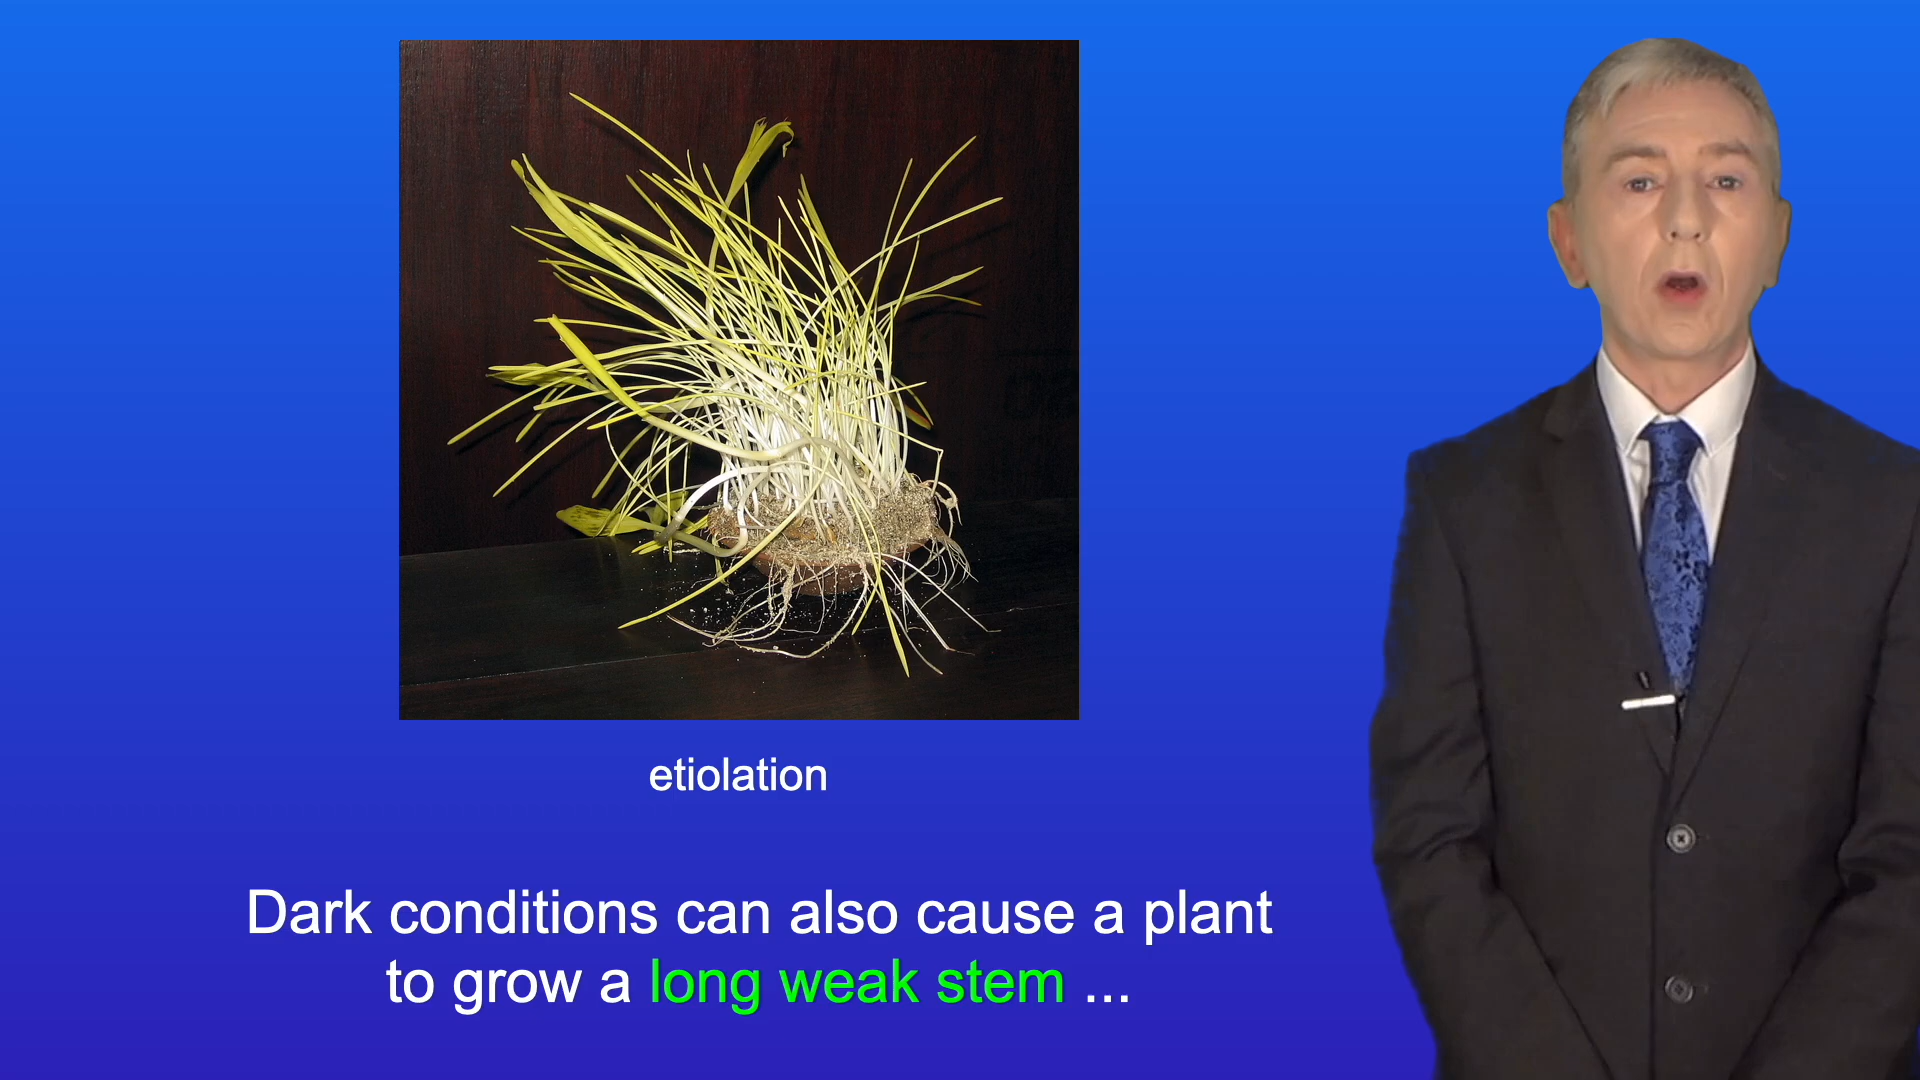 etiolation
Dark conditions can also cause a plant
to grow a long weak stem ...